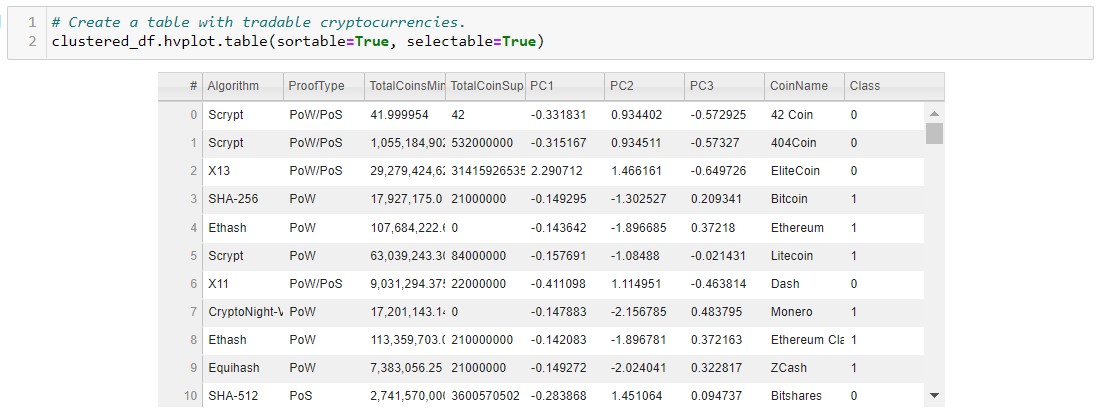 1 # Create a table with tradable cryptocurrencies.
2 clustered_df.hvplot.table(sortable=True, selectable=True)
# Algorithm ProofType TotalCoinsMin TotalCoinSup PC1 PC2 PC3 CoinName Class
0 Scrypt PoW/PoS 41.999954 42 -0.331831 0.934402 -0.572925 42 Coin 0
1 Scrypt PoW/PoS 1,055,184,902 532000000 -0.315167 0.934511 -0.57327 404Coin 0
2 X13 PoW/PoS 29,279,424,62 31415926535 2.290712 1.466161 -0.649726 EliteCoin 0
3 SHA-256 PoW 17,927,175.0 21000000 -0.149295 -1.302527 0.209341 Bitcoin 1
4 Ethash PoW 107,684,222.6 0 -0.143642 -1.896685 0.37218 Ethereum 1
5 Scrypt PoW 63,039,243.30 84000000 -0.157691 -1.08488 -0.021431 Litecoin 1
6 X11 PoW/PoS 9,031,294.375 22000000 -0.411098 1.114951 -0.463814 Dash 0
7 CryptoNight-V PoW 17,201,143.14 0 -0.147883 -2.156785 0.483795 Monero 1
8 Ethash PoW 113,359,703.0 210000000 -0.142083 -1.896781 0.372163 Ethereum Cla 1
9 Equihash PoW 7,383,056.25 21000000 -0.149272 -2.024041 0.322817 ZCash 1
10 SHA-512 PoS 2,741,570,000 3600570502 -0.283868 1.451064 0.094737 Bitshares 0